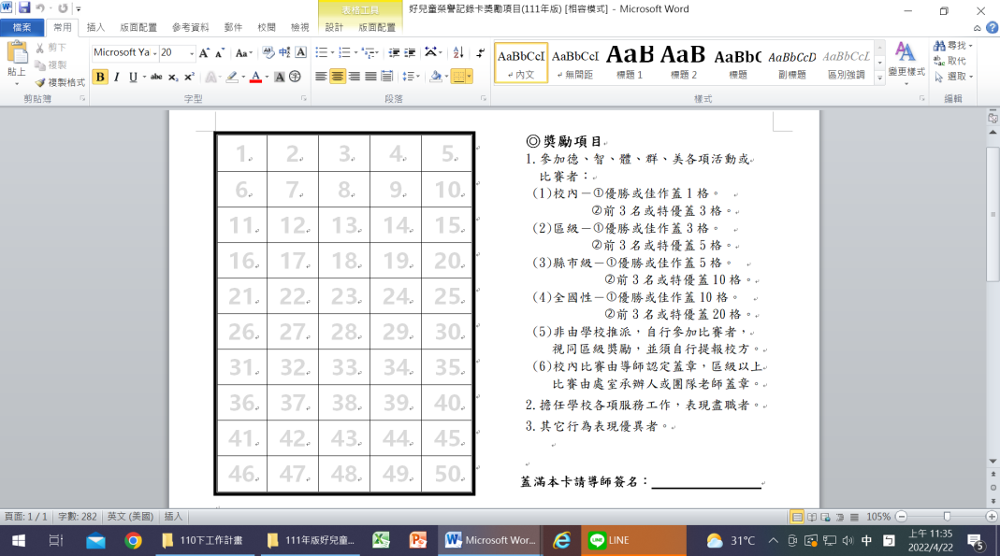 表格工具
好兒童榮譽記錄卡獎勵項目(111年版) [相容模式] - Microsoft Word
檔案 常用 插入 版面配置 參考資料 郵件 校閱 檢視 設計 版面配置
貼上
剪下
複製
複製格式
剪貼簿
Microsoft Ya 20
字型
段落
AaBbCcI AaBbCcI AaB AaB AaBbC AaBbCcD AaBbCcL
內文 無間距 標題 1 標題 2 標題 副標題 區別強調
變更樣式
樣式
尋找
取代
選取
編輯
1 2 3 4 5
6 7 8 9 10
11 12 13 14 15
16 17 18 19 20
21 22 23 24 25
26 27 28 29 30
31 32 33 34 35
36 37 38 39 40
41 42 43 44 45
46 47 48 49 50
◎獎勵項目
1.參加德、智、體、群、美各項活動或
比賽者：
(1)校內－①優勝或佳作蓋1格。
②前3名或特優蓋3格。
(2)區級－①優勝或佳作蓋3格。
②前3名或特優蓋5格。
(3)縣市級－①優勝或佳作蓋5格。
②前3名或特優蓋10格。
(4)全國性－①優勝或佳作蓋10格。
②前3名或特優蓋20格。
(5)非由學校推派，自行參加比賽者，
視同區級獎勵，並須自行提報校方。
(6)校內比賽由導師認定蓋章，區級以上
比賽由處室承辦人或團隊老師蓋章。
2.擔任學校各項服務工作，表現盡職者。
3.其它行為表現優異者。
蓋滿本卡請導師簽名：
頁面: 1 / 1 字數: 282 英文 (美國) 插入 105%
110下工作計畫 111年版好兒童... Microsoft Wor... LINE 31°C 中 上午 11:35
2022/4/22 5